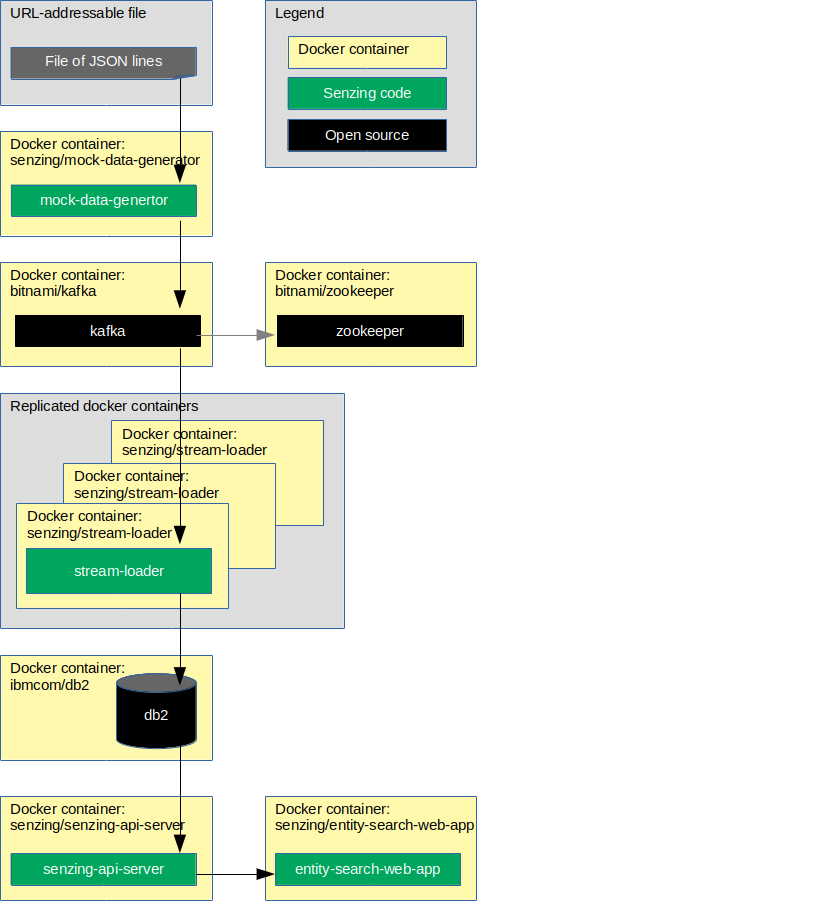 URL-addressable file
File of JSON lines
Legend
Docker container
Senzing code
Open source
Docker container:
senzing/mock-data-generator
mock-data-genertor
Docker container:
bitnami/kafka
kafka
Docker container:
bitnami/zookeeper
zookeeper
Replicated docker containers
Docker container:
senzing/stream-loader
Docker container:
senzing/stream-loader
Docker container:
senzing/stream-loader
stream-loader
Docker container:
ibmcom/db2
db2
Docker container:
senzing/senzing-api-server
senzing-api-server
Docker container:
senzing/entity-search-web-app
entity-search-web-app